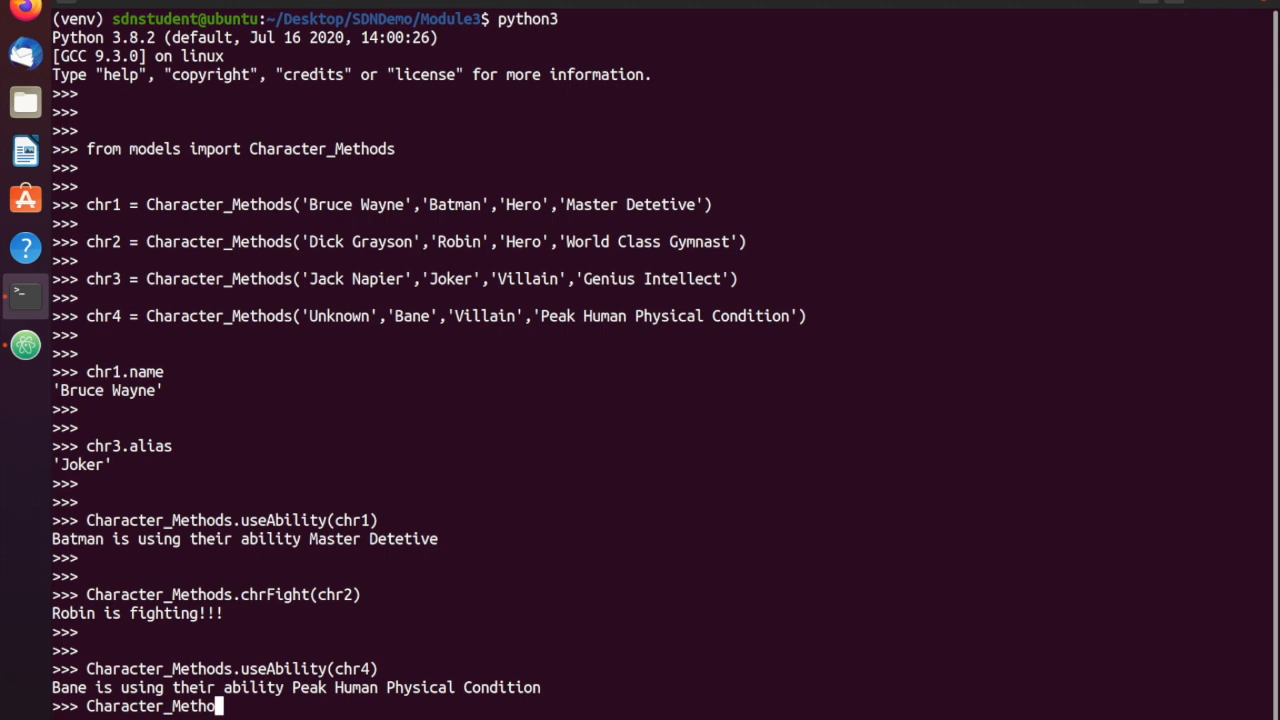 (venv) sdnstudent@ubuntu:~/Desktop/SDNDemo/Module3$ python3
Python 3.8.2 (default, Jul 16 2020, 14:00:26)
[GCC 9.3.0] on linux
Type "help", "copyright", "credits" or "license" for more information.
>>>
>>>
>>>
>>> from models import Character_Methods
>>>
>>>
>>> chr1 = Character_Methods('Bruce Wayne','Batman','Hero','Master Detetive')
>>>
>>> chr2 = Character_Methods('Dick Grayson','Robin','Hero','World Class Gymnast')
>>>
>>> chr3 = Character_Methods('Jack Napier','Joker','Villain','Genius Intellect')
>>>
>>> chr4 = Character_Methods('Unknown','Bane','Villain','Peak Human Physical Condition')
>>>
>>>
>>> chr1.name
'Bruce Wayne'
>>>
>>>
>>> chr3.alias
'Joker'
>>>
>>>
>>> Character_Methods.useAbility(chr1)
Batman is using their ability Master Detetive
>>>
>>>
>>> Character_Methods.chrFight(chr2)
Robin is fighting!!!
>>>
>>>
>>> Character_Methods.useAbility(chr4)
Bane is using their ability Peak Human Physical Condition
>>> Character_Metho